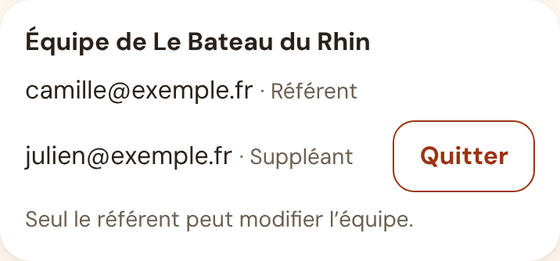 Équipe de Le Bateau du Rhin
camille@exemple.fr · Référent
julien@exemple.fr · Suppléant
Quitter
Seul le référent peut modifier l’équipe.